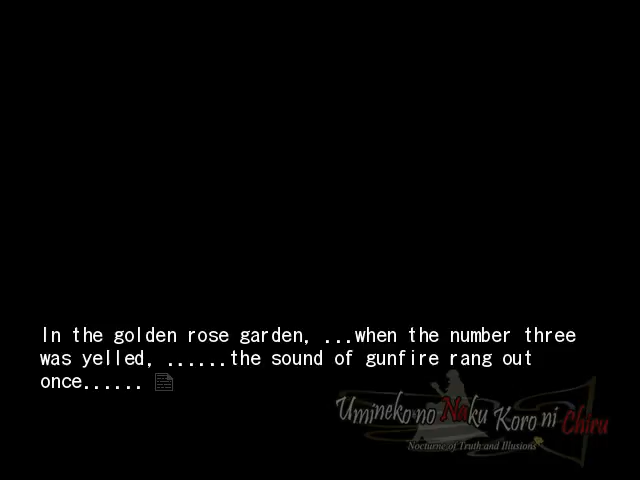 In the golden rose garden, ...when the number three
was yelled, ......the sound of gunfire rang out
once......
Umineko no Naku Koro ni Chiru
Nocturne of Truth and Illusions